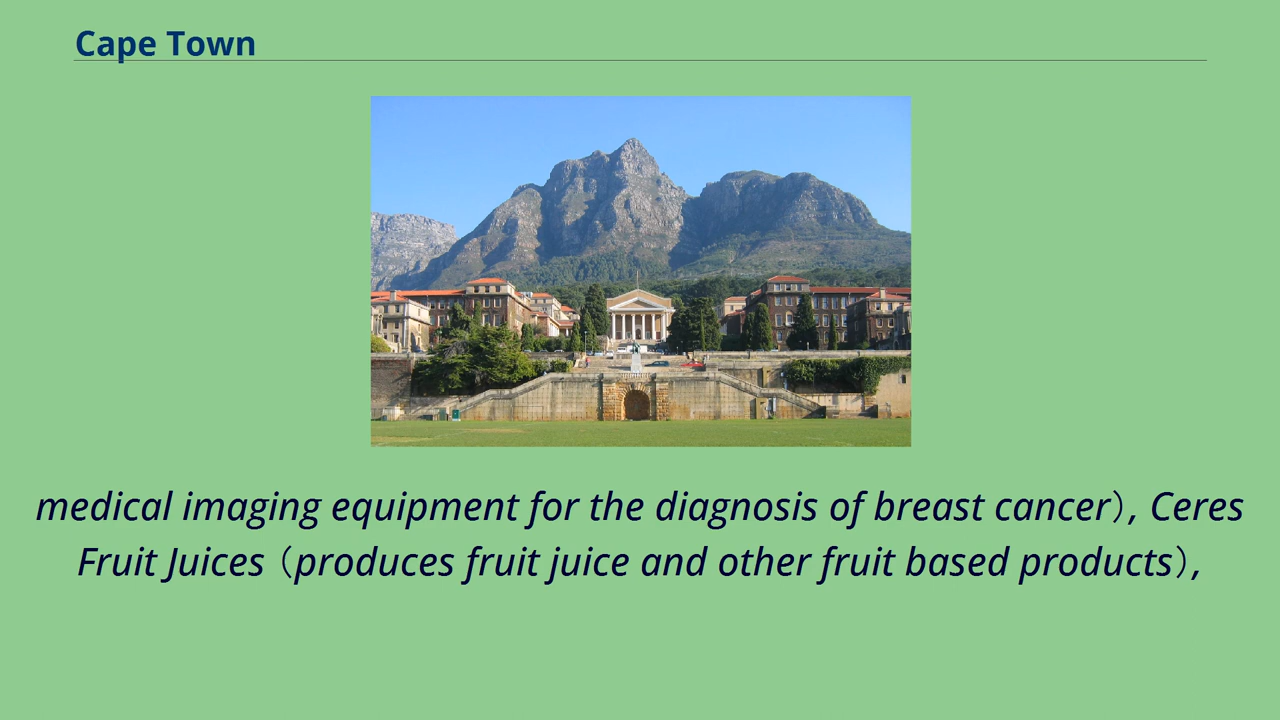 Cape Town
medical imaging equipment for the diagnosis of breast cancer）, Ceres
Fruit Juices （produces fruit juice and other fruit based products）,